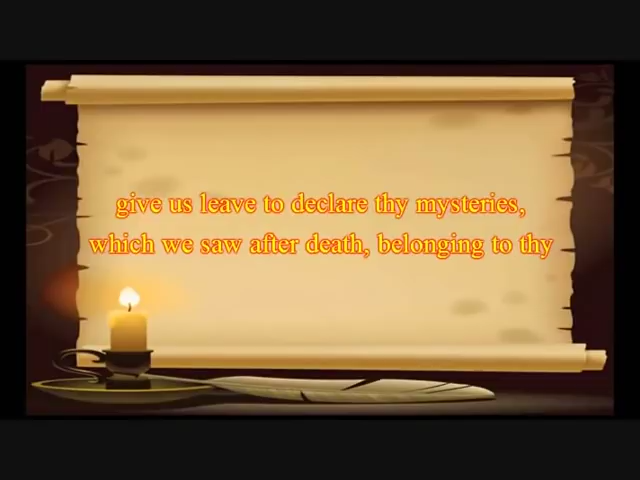 give us leave to declare thy mysteries,
which we saw after death, belonging to thy